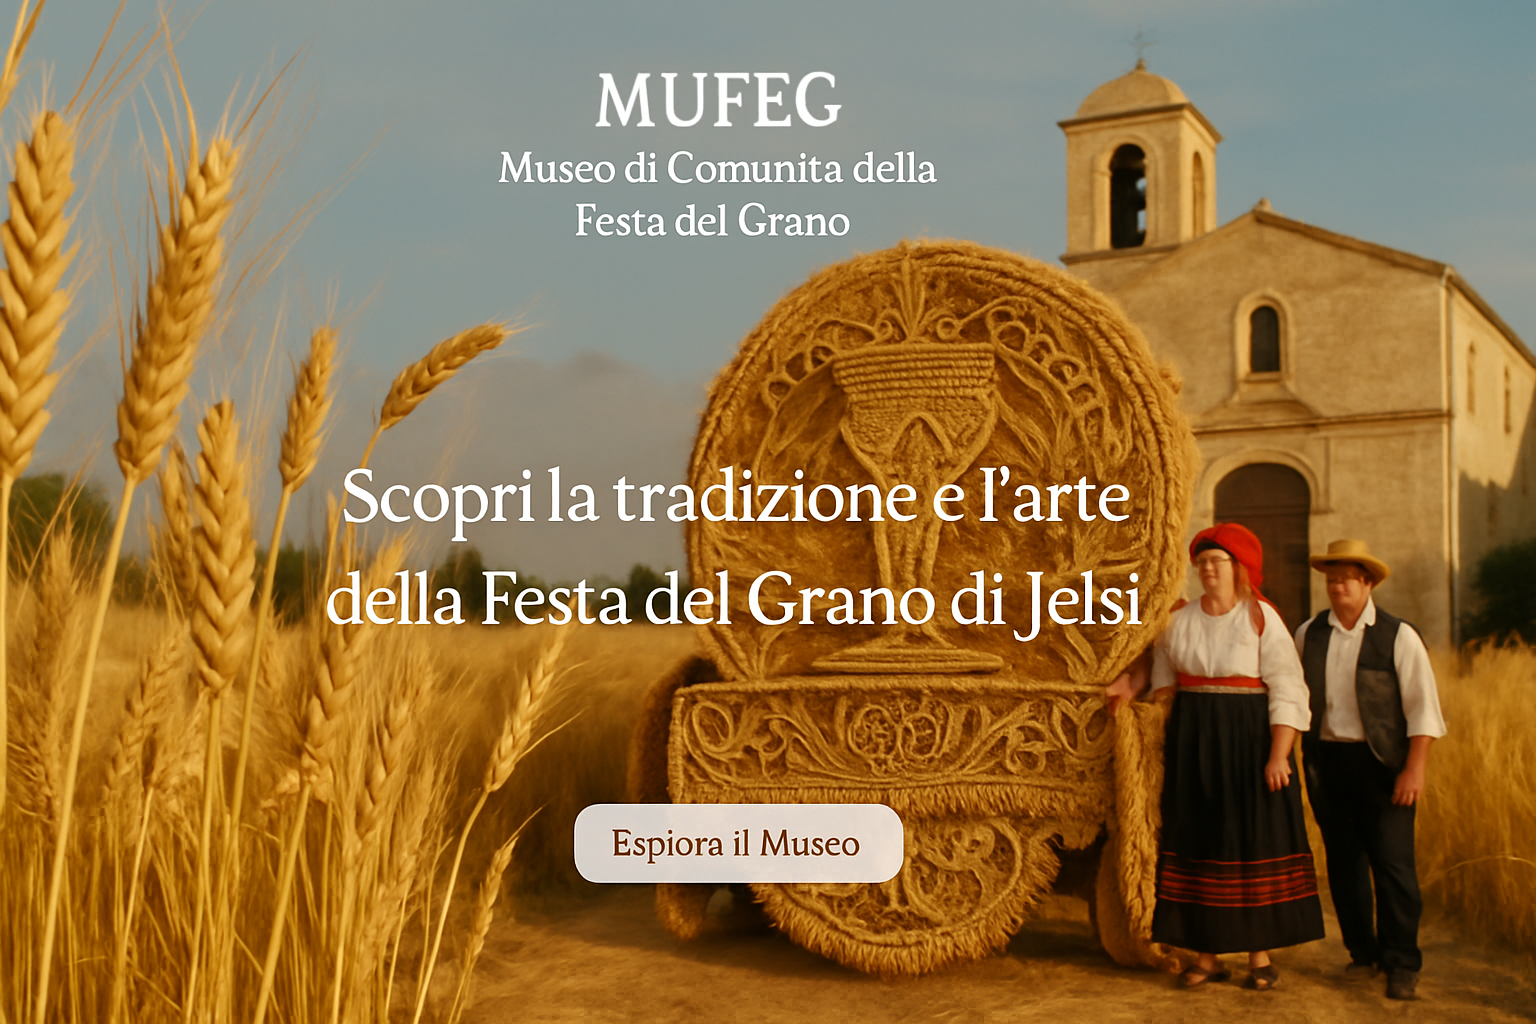 MUFEG
Museo di Comunita della
Festa del Grano
Scopri la tradizione e l’arte
della Festa del Grano di Jelsi
Espiora il Museo